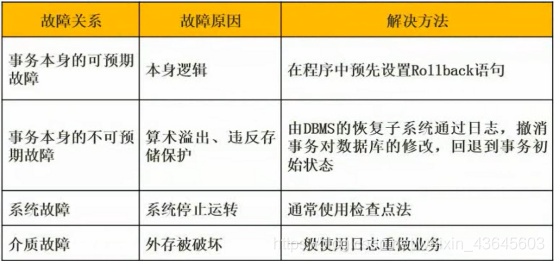 故障关系 故障原因 解决方法
事务本身的可预期 本身逻辑 在程序中预先设置Rollback语句
故障
事务本身的不可预 算术溢出、违反存 由DBMS的恢复子系统通过日志，撤消
期故障 储保护 事务对数据库的修改，回退到事务初
始状态
系统故障 系统停止运转 通常使用检查点法
介质故障 外存被破坏 一般使用日志重做业务
xin_43645603